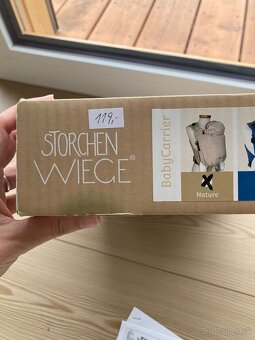 119,-
STORCHEN
WIEGE®
BabyCarrier
Nature